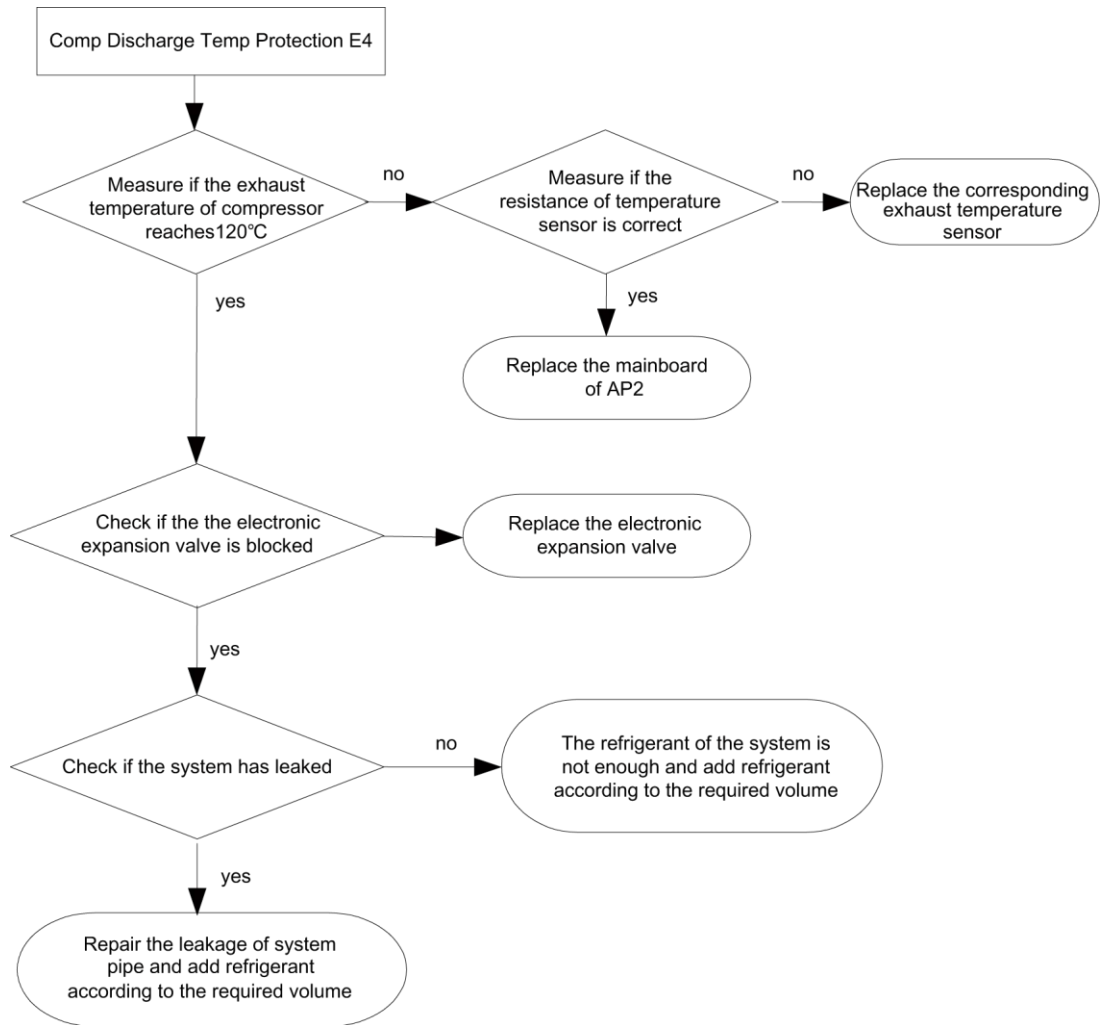 Comp Discharge Temp Protection E4
Measure if the exhaust
temperature of compressor
reaches120℃
no
Measure if the
resistance of temperature
sensor is correct
no
Replace the corresponding
exhaust temperature
sensor
yes
yes
Replace the mainboard
of AP2
Check if the the electronic
expansion valve is blocked
Replace the electronic
expansion valve
yes
Check if the system has leaked
no
The refrigerant of the system is
not enough and add refrigerant
according to the required volume
yes
Repair the leakage of system
pipe and add refrigerant
according to the required volume